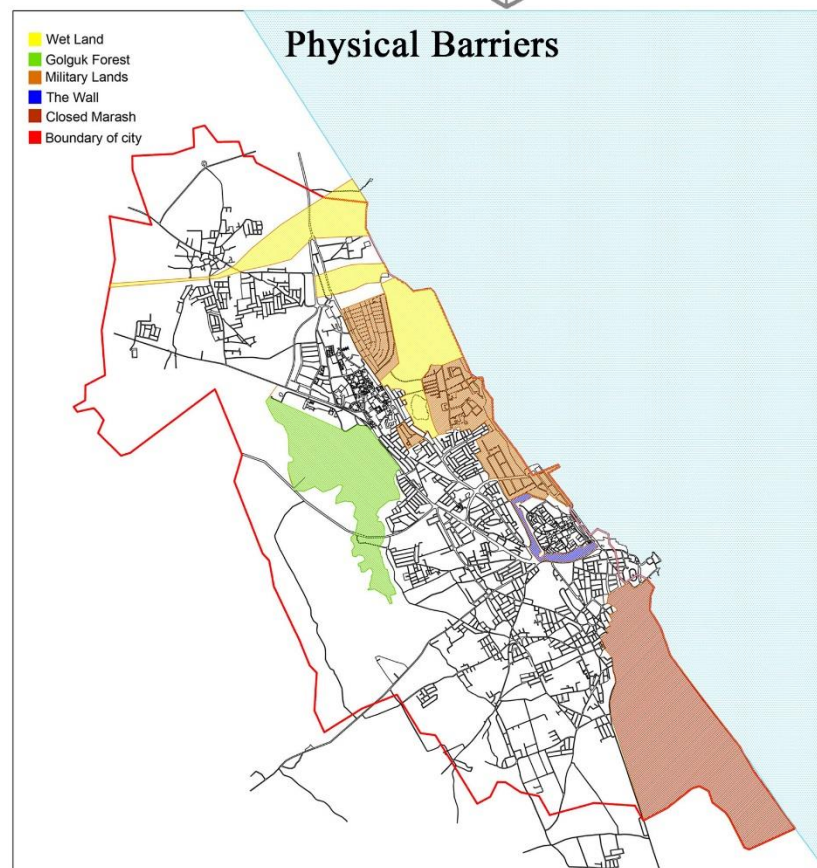 Physical Barriers
Wet Land
Golguk Forest
Military Lands
The Wall
Closed Marash
Boundary of city